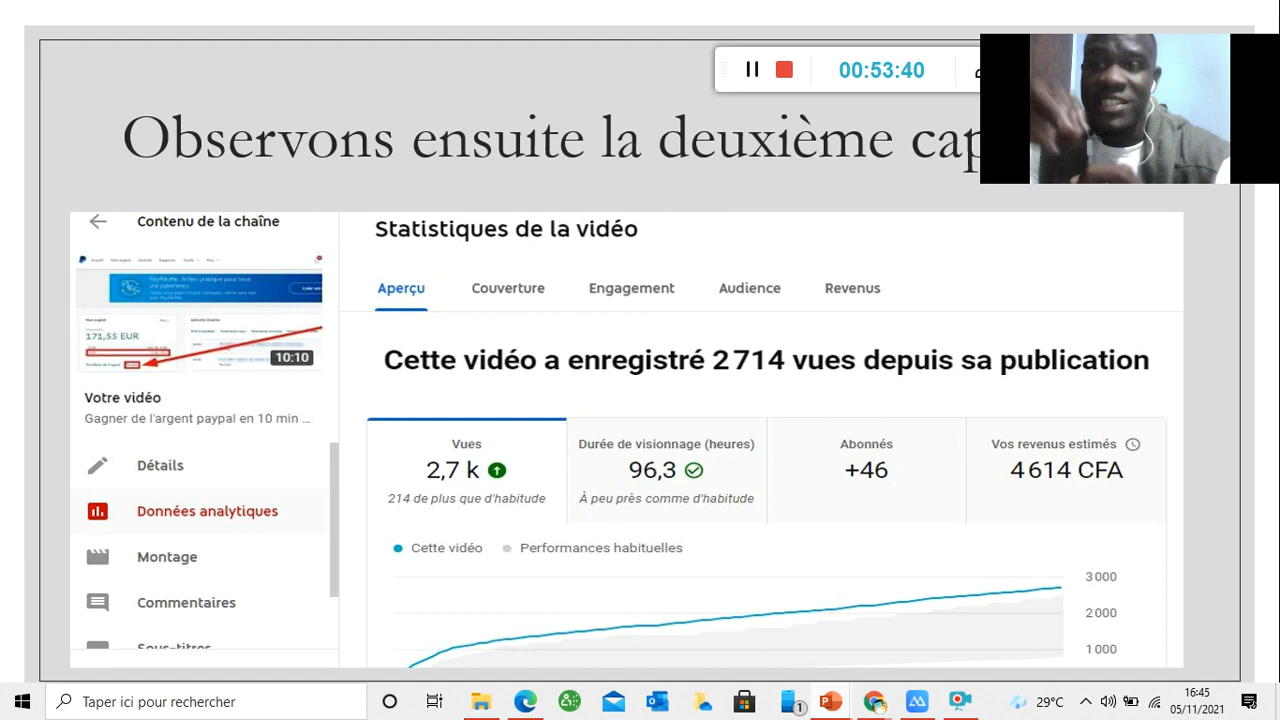 00:53:40
Observons ensuite la deuxième cap
Contenu de la chaîne
171,55 EUR
10:10
Votre vidéo
Gagner de l'argent paypal en 10 min ...
Détails
Données analytiques
Montage
Commentaires
Sous-titres
Statistiques de la vidéo
Aperçu Couverture Engagement Audience Revenus
Cette vidéo a enregistré 2 714 vues depuis sa publication
Vues
2,7 k
214 de plus que d'habitude
Durée de visionnage (heures)
96,3
À peu près comme d'habitude
Abonnés
+46
Vos revenus estimés
4 614 CFA
Cette vidéo Performances habituelles
3 000
2 000
1 000
Taper ici pour rechercher
1
29°C
16:45
05/11/2021